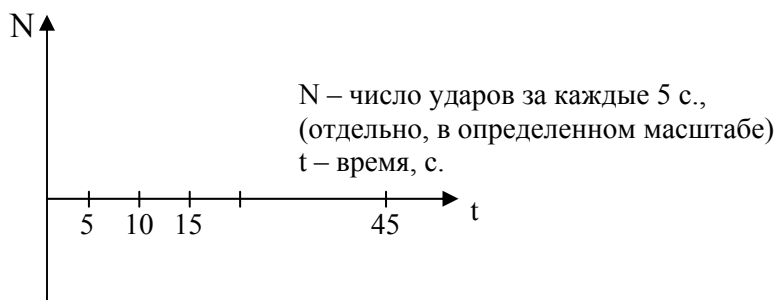 N
N – число ударов за каждые 5 с.,
(отдельно, в определенном масштабе)
t – время, с.
5 10 15 45 t